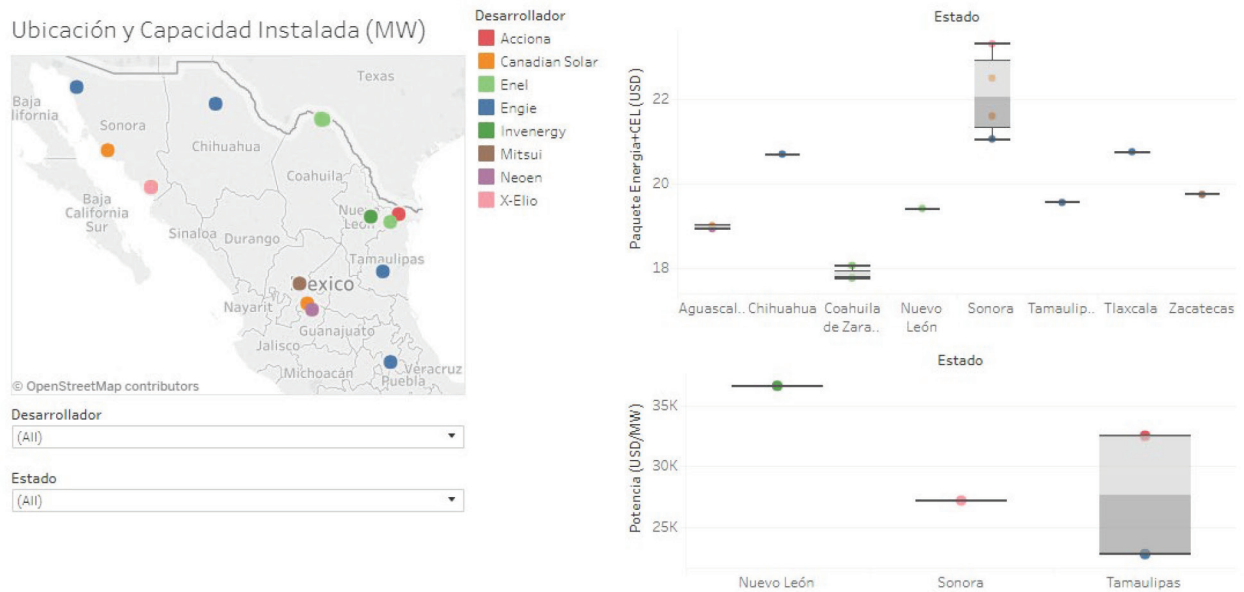 Ubicación y Capacidad Instalada (MW)
Texas
Baja
lifornia
Sonora
Chihuahua
Coahuila
Baja
California
Sur
Nuevo
León
Sinaloa
Durango
Tamaulipas
Mexico
Nayarit
Guanajuato
Jalisco
Michoacán
Veracruz
Puebla
© OpenStreetMap contributors
Desarrollador
(All)
Estado
(All)
Desarrollador
Acciona
Canadian Solar
Enel
Engie
Invenergy
Mitsui
Neoen
X-Elio
Estado
Paquete Energia+CEL (USD)
22
20
18
Aguascal.. Chihuahua Coahuila de Zara.. Nuevo León Sonora Tamaulip.. Tlaxcala Zacatecas
Estado
Potencia (USD/MW)
35K
30K
25K
Nuevo León Sonora Tamaulipas